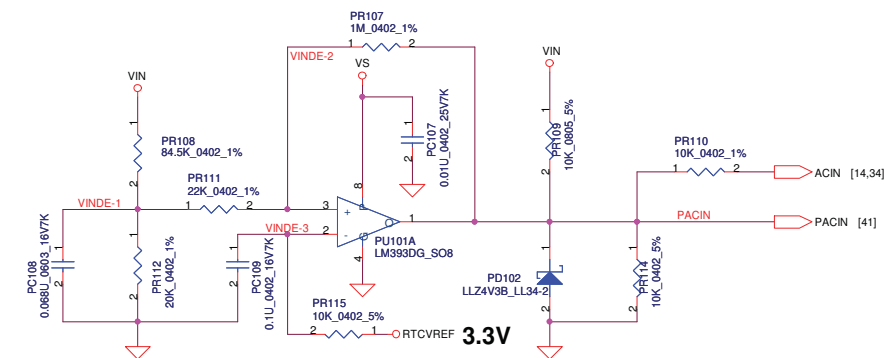 PR107
1M_0402_1%
1
2
VINDE-2
VS
VIN
VIN
1
2
PC107
0.01U_0402_25V7K
1
2
PR109
10K_0805_5%
1
2
PR108
84.5K_0402_1%
PR110
10K_0402_1%
1
2
ACIN [14,34]
PR111
22K_0402_1%
1
2
VINDE-1
8
3
+
P
O
1
2
-
G
4
VINDE-3
PU101A
LM393DG_SO8
PACIN
PACIN [41]
1
2
PC108
0.068U_0603_16V7K
1
2
PR112
20K_0402_1%
1
2
PC109
0.1U_0402_16V7K
1
2
PD102
LLZ4V3B_LL34-2
1
2
PR114
10K_0402_5%
PR115
10K_0402_5%
2
1
RTCVREF
3.3V